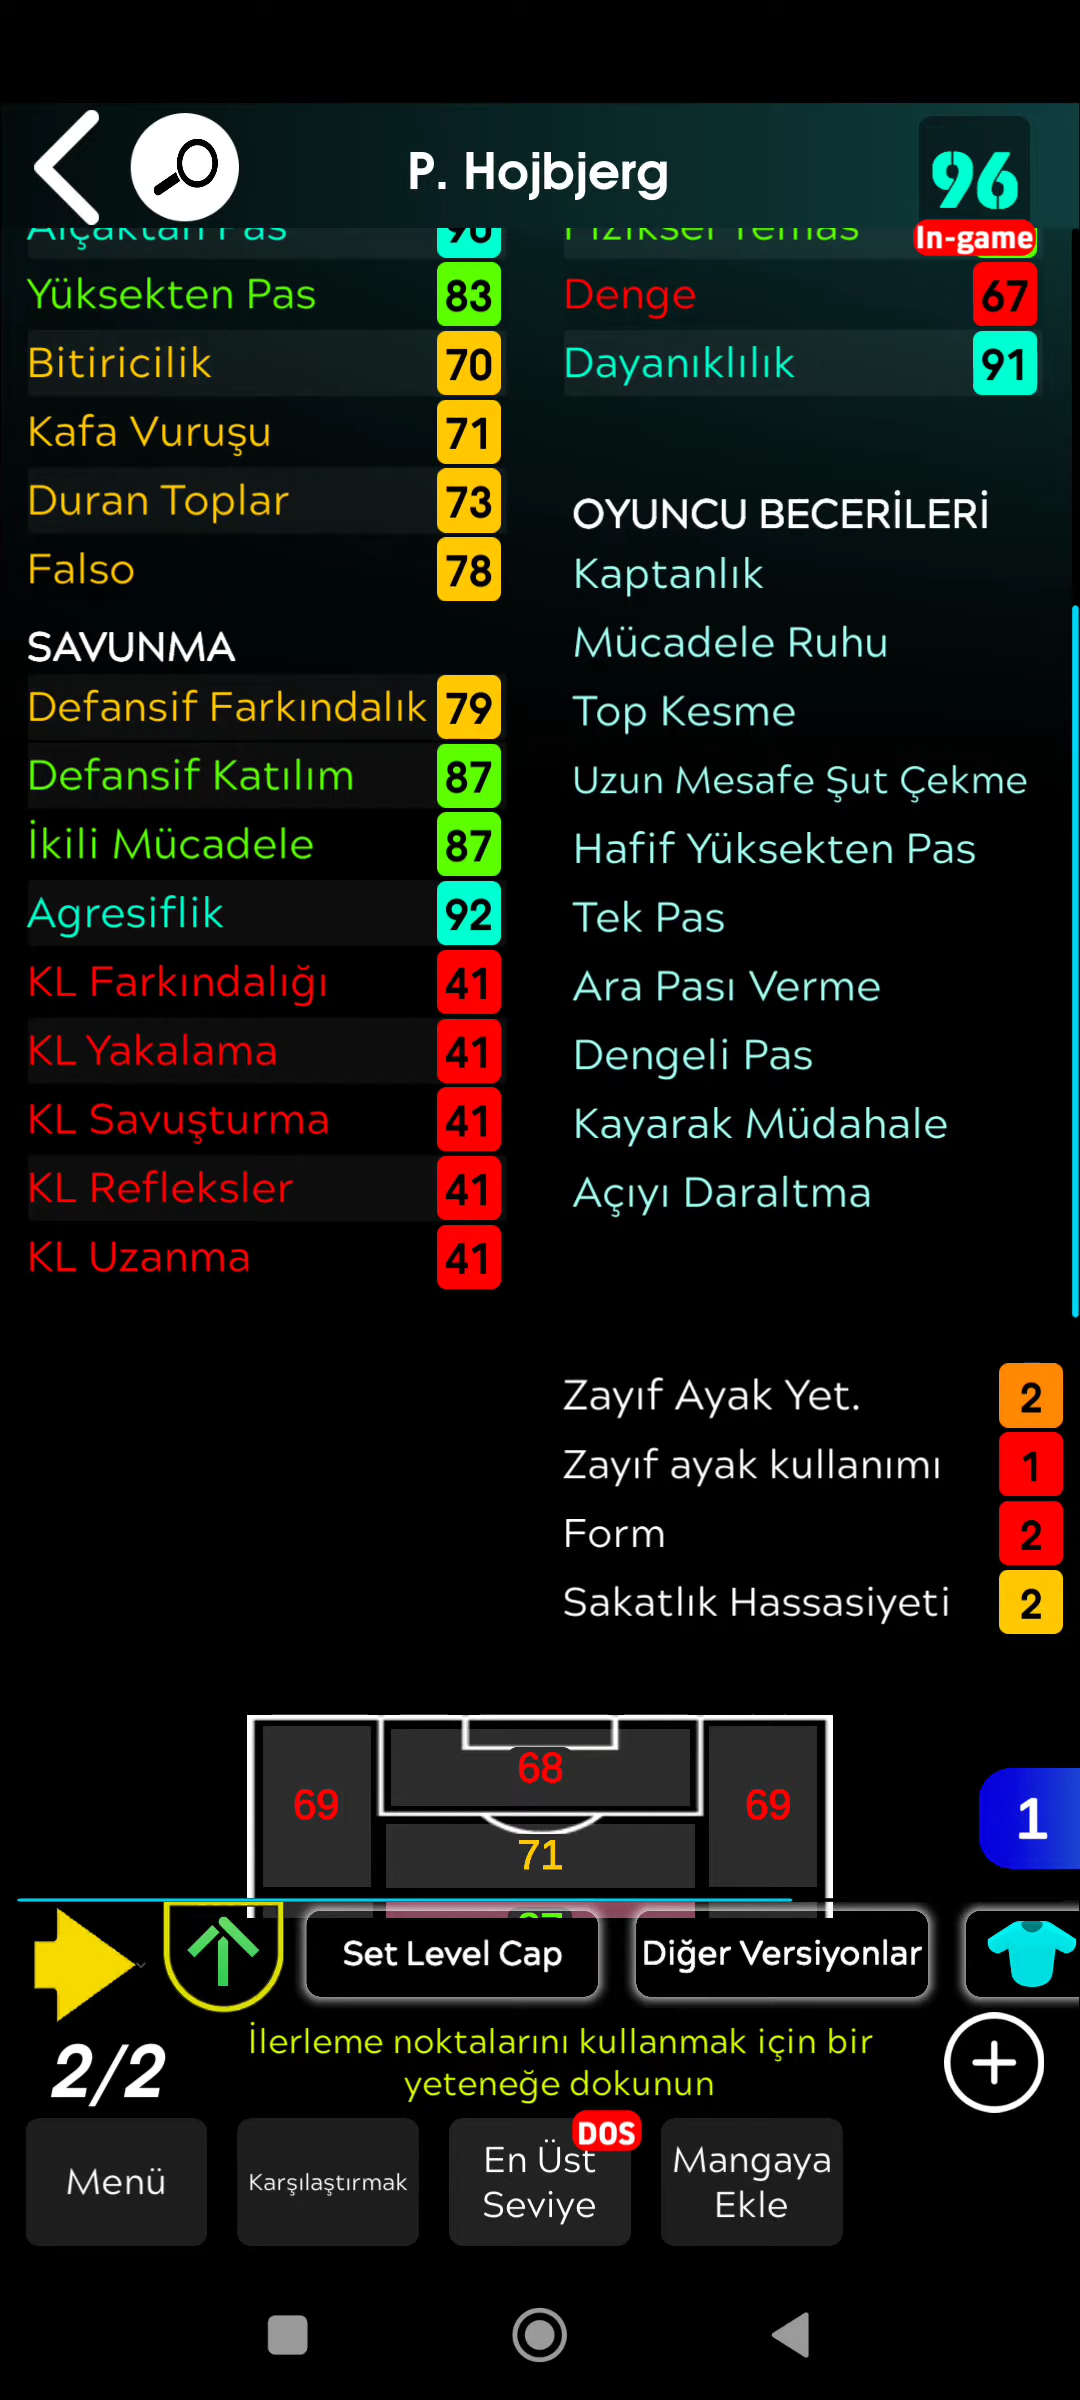 P. Hojbjerg
96
In-game
Alçaktan Pas 90
Yüksekten Pas 83
Bitiricilik 70
Kafa Vuruşu 71
Duran Toplar 73
Falso 78
SAVUNMA
Defansif Farkındalık 79
Defansif Katılım 87
İkili Mücadele 87
Agresiflik 92
KL Farkındalığı 41
KL Yakalama 41
KL Savuşturma 41
KL Refleksler 41
KL Uzanma 41
Fiziksel Temas
Denge 67
Dayanıklılık 91
OYUNCU BECERİLERİ
Kaptanlık
Mücadele Ruhu
Top Kesme
Uzun Mesafe Şut Çekme
Hafif Yüksekten Pas
Tek Pas
Ara Pası Verme
Dengeli Pas
Kayarak Müdahale
Açıyı Daraltma
Zayıf Ayak Yet. 2
Zayıf ayak kullanımı 1
Form 2
Sakatlık Hassasiyeti 2
68
69 69
71
1
Set Level Cap
Diğer Versiyonlar
2/2
İlerleme noktalarını kullanmak için bir
yeteneğe dokunun
Menü
Karşılaştırmak
DOS
En Üst
Seviye
Mangaya
Ekle